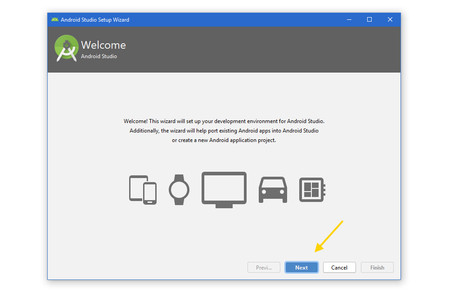 Android Studio Setup Wizard
Welcome
Android Studio
Welcome! This wizard will set up your development environment for Android Studio.
Additionally, the wizard will help port existing Android apps into Android Studio
or create a new Android application project.
Previ... Next Cancel Finish